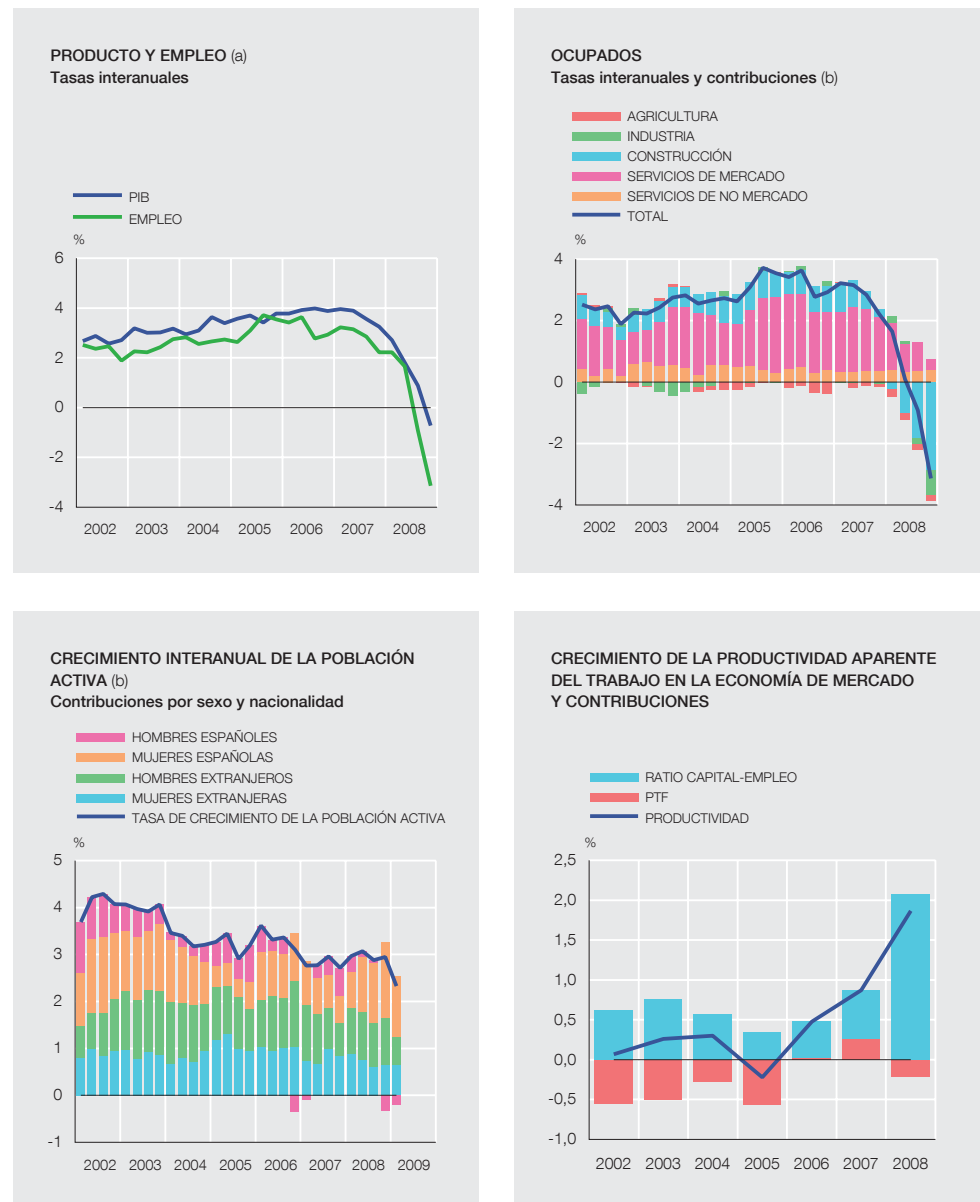 PRODUCTO Y EMPLEO (a)
Tasas interanuales
PIB
EMPLEO
%
6
4
2
0
-2
-4
2002 2003 2004 2005 2006 2007 2008
OCUPADOS
Tasas interanuales y contribuciones (b)
AGRICULTURA
INDUSTRIA
CONSTRUCCIÓN
SERVICIOS DE MERCADO
SERVICIOS DE NO MERCADO
TOTAL
%
4
2
0
-2
-4
2002 2003 2004 2005 2006 2007 2008
CRECIMIENTO INTERANUAL DE LA POBLACIÓN
ACTIVA (b)
Contribuciones por sexo y nacionalidad
HOMBRES ESPAÑOLES
MUJERES ESPAÑOLAS
HOMBRES EXTRANJEROS
MUJERES EXTRANJERAS
TASA DE CRECIMIENTO DE LA POBLACIÓN ACTIVA
%
5
4
3
2
1
0
-1
2002 2003 2004 2005 2006 2007 2008 2009
CRECIMIENTO DE LA PRODUCTIVIDAD APARENTE
DEL TRABAJO EN LA ECONOMÍA DE MERCADO
Y CONTRIBUCIONES
RATIO CAPITAL-EMPLEO
PTF
PRODUCTIVIDAD
%
2,5
2,0
1,5
1,0
0,5
0,0
-0,5
-1,0
2002 2003 2004 2005 2006 2007 2008